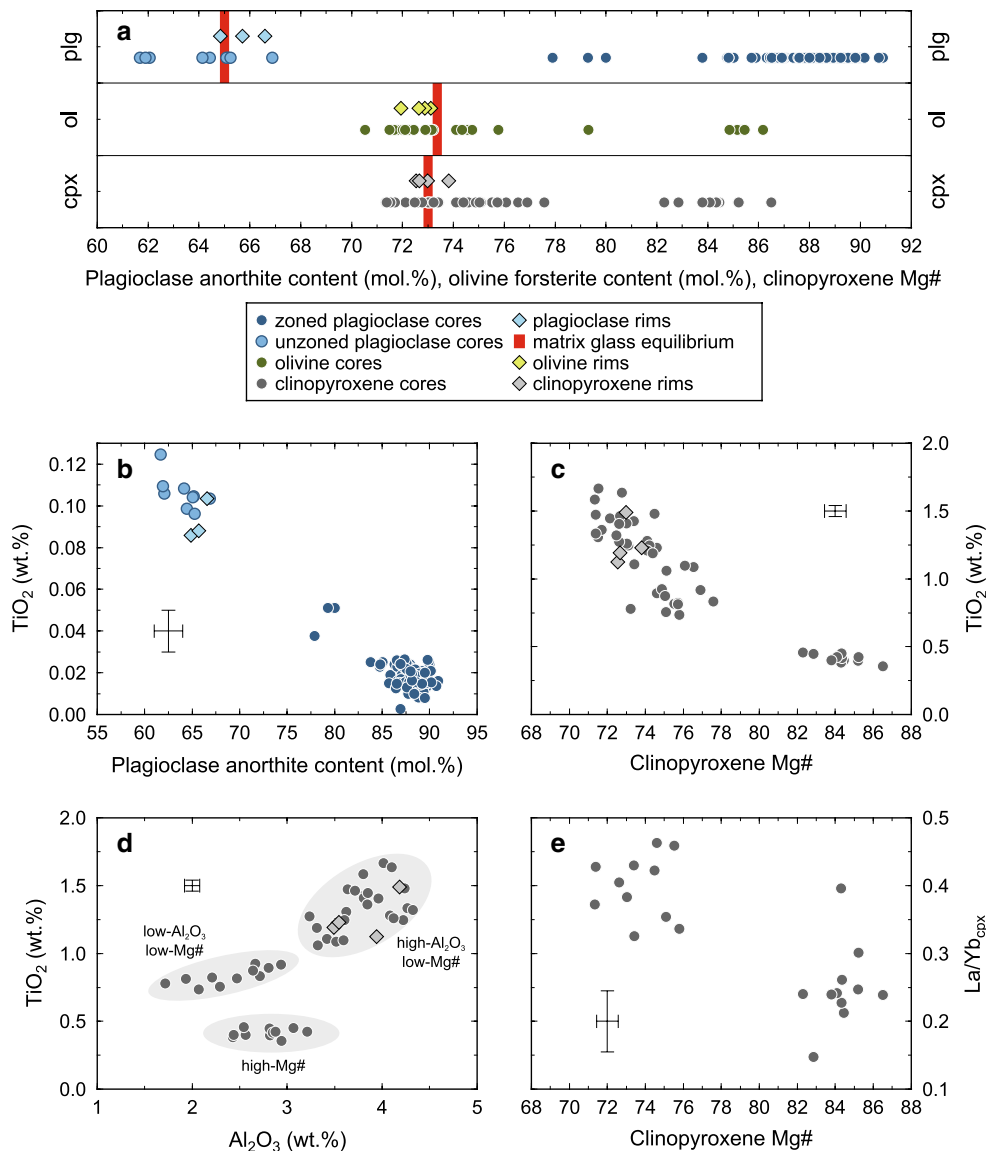 a
plg
ol
cpx
plg
ol
cpx
60 62 64 66 68 70 72 74 76 78 80 82 84 86 88 90 92
Plagioclase anorthite content (mol.%), olivine forsterite content (mol.%), clinopyroxene Mg#
zoned plagioclase cores
unzoned plagioclase cores
olivine cores
clinopyroxene cores
plagioclase rims
matrix glass equilibrium
olivine rims
clinopyroxene rims
b
TiO2 (wt.%)
0.12
0.10
0.08
0.06
0.04
0.02
0.00
55 60 65 70 75 80 85 90 95
Plagioclase anorthite content (mol.%)
c
2.0
1.5
1.0
0.5
0.0
TiO2 (wt.%)
68 70 72 74 76 78 80 82 84 86 88
Clinopyroxene Mg#
d
TiO2 (wt.%)
2.0
1.5
1.0
0.5
0.0
low-Al2O3
low-Mg#
high-Al2O3
low-Mg#
high-Mg#
1 2 3 4 5
Al2O3 (wt.%)
e
0.5
0.4
0.3
0.2
0.1
La/Ybcpx
68 70 72 74 76 78 80 82 84 86 88
Clinopyroxene Mg#